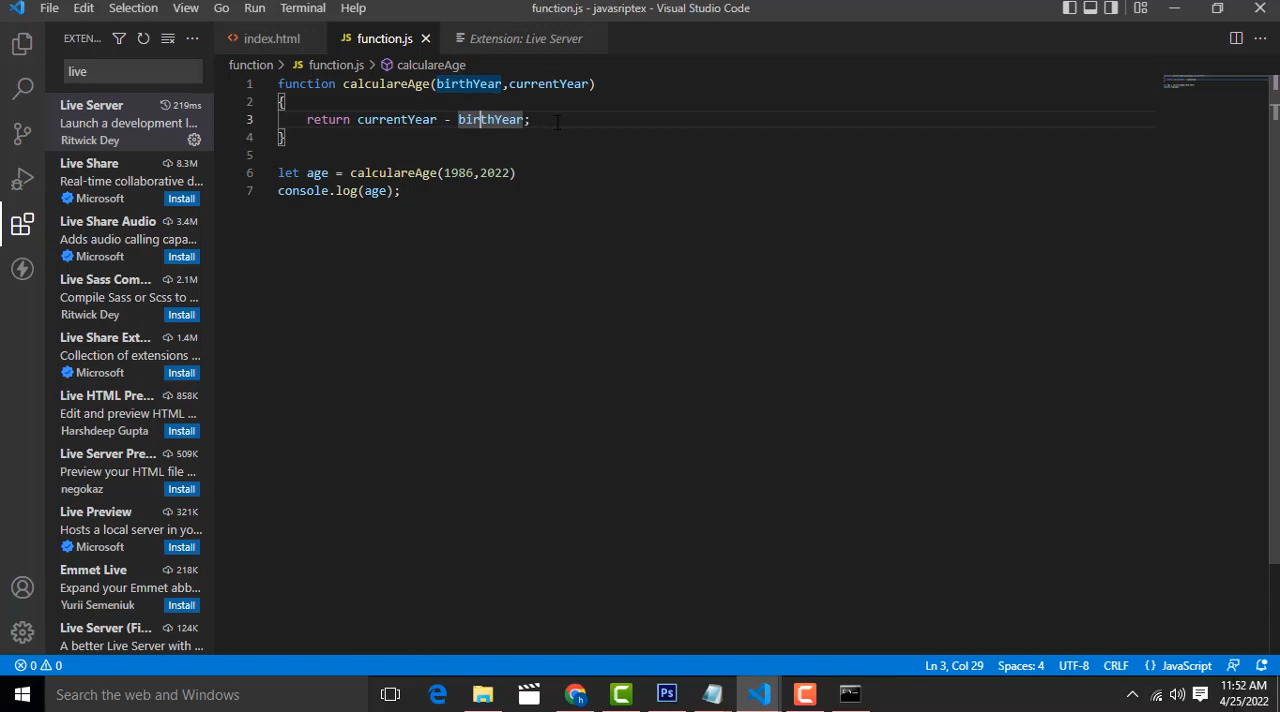 File Edit Selection View Go Run Terminal Help function.js - javasriptex - Visual Studio Code
EXTEN... ···
index.html JS function.js Extension: Live Server ···
function > JS function.js > calculareAge
live
1 function calculareAge(birthYear,currentYear)
2 {
3 return currentYear - birthYear;
4 }
5
6 let age = calculareAge(1986,2022)
7 console.log(age);
Live Server 219ms
Launch a development l...
Ritwick Dey
Live Share 8.3M
Real-time collaborative d...
Microsoft Install
Live Share Audio 3.4M
Adds audio calling capa...
Microsoft Install
Live Sass Com... 2.1M
Compile Sass or Scss to ...
Ritwick Dey Install
Live Share Ext... 1.4M
Collection of extensions ...
Microsoft Install
Live HTML Pre... 858K
Edit and preview HTML ...
Harshdeep Gupta Install
Live Server Pre... 509K
Preview your HTML file ...
negokaz Install
Live Preview 321K
Hosts a local server in yo...
Microsoft Install
Emmet Live 218K
Expand your Emmet abb...
Yurii Semeniuk Install
Live Server (Fi... 124K
A better Live Server with ...
0 0 Ln 3, Col 29 Spaces: 4 UTF-8 CRLF {} JavaScript
Search the web and Windows
Ps
11:52 AM
4/25/2022